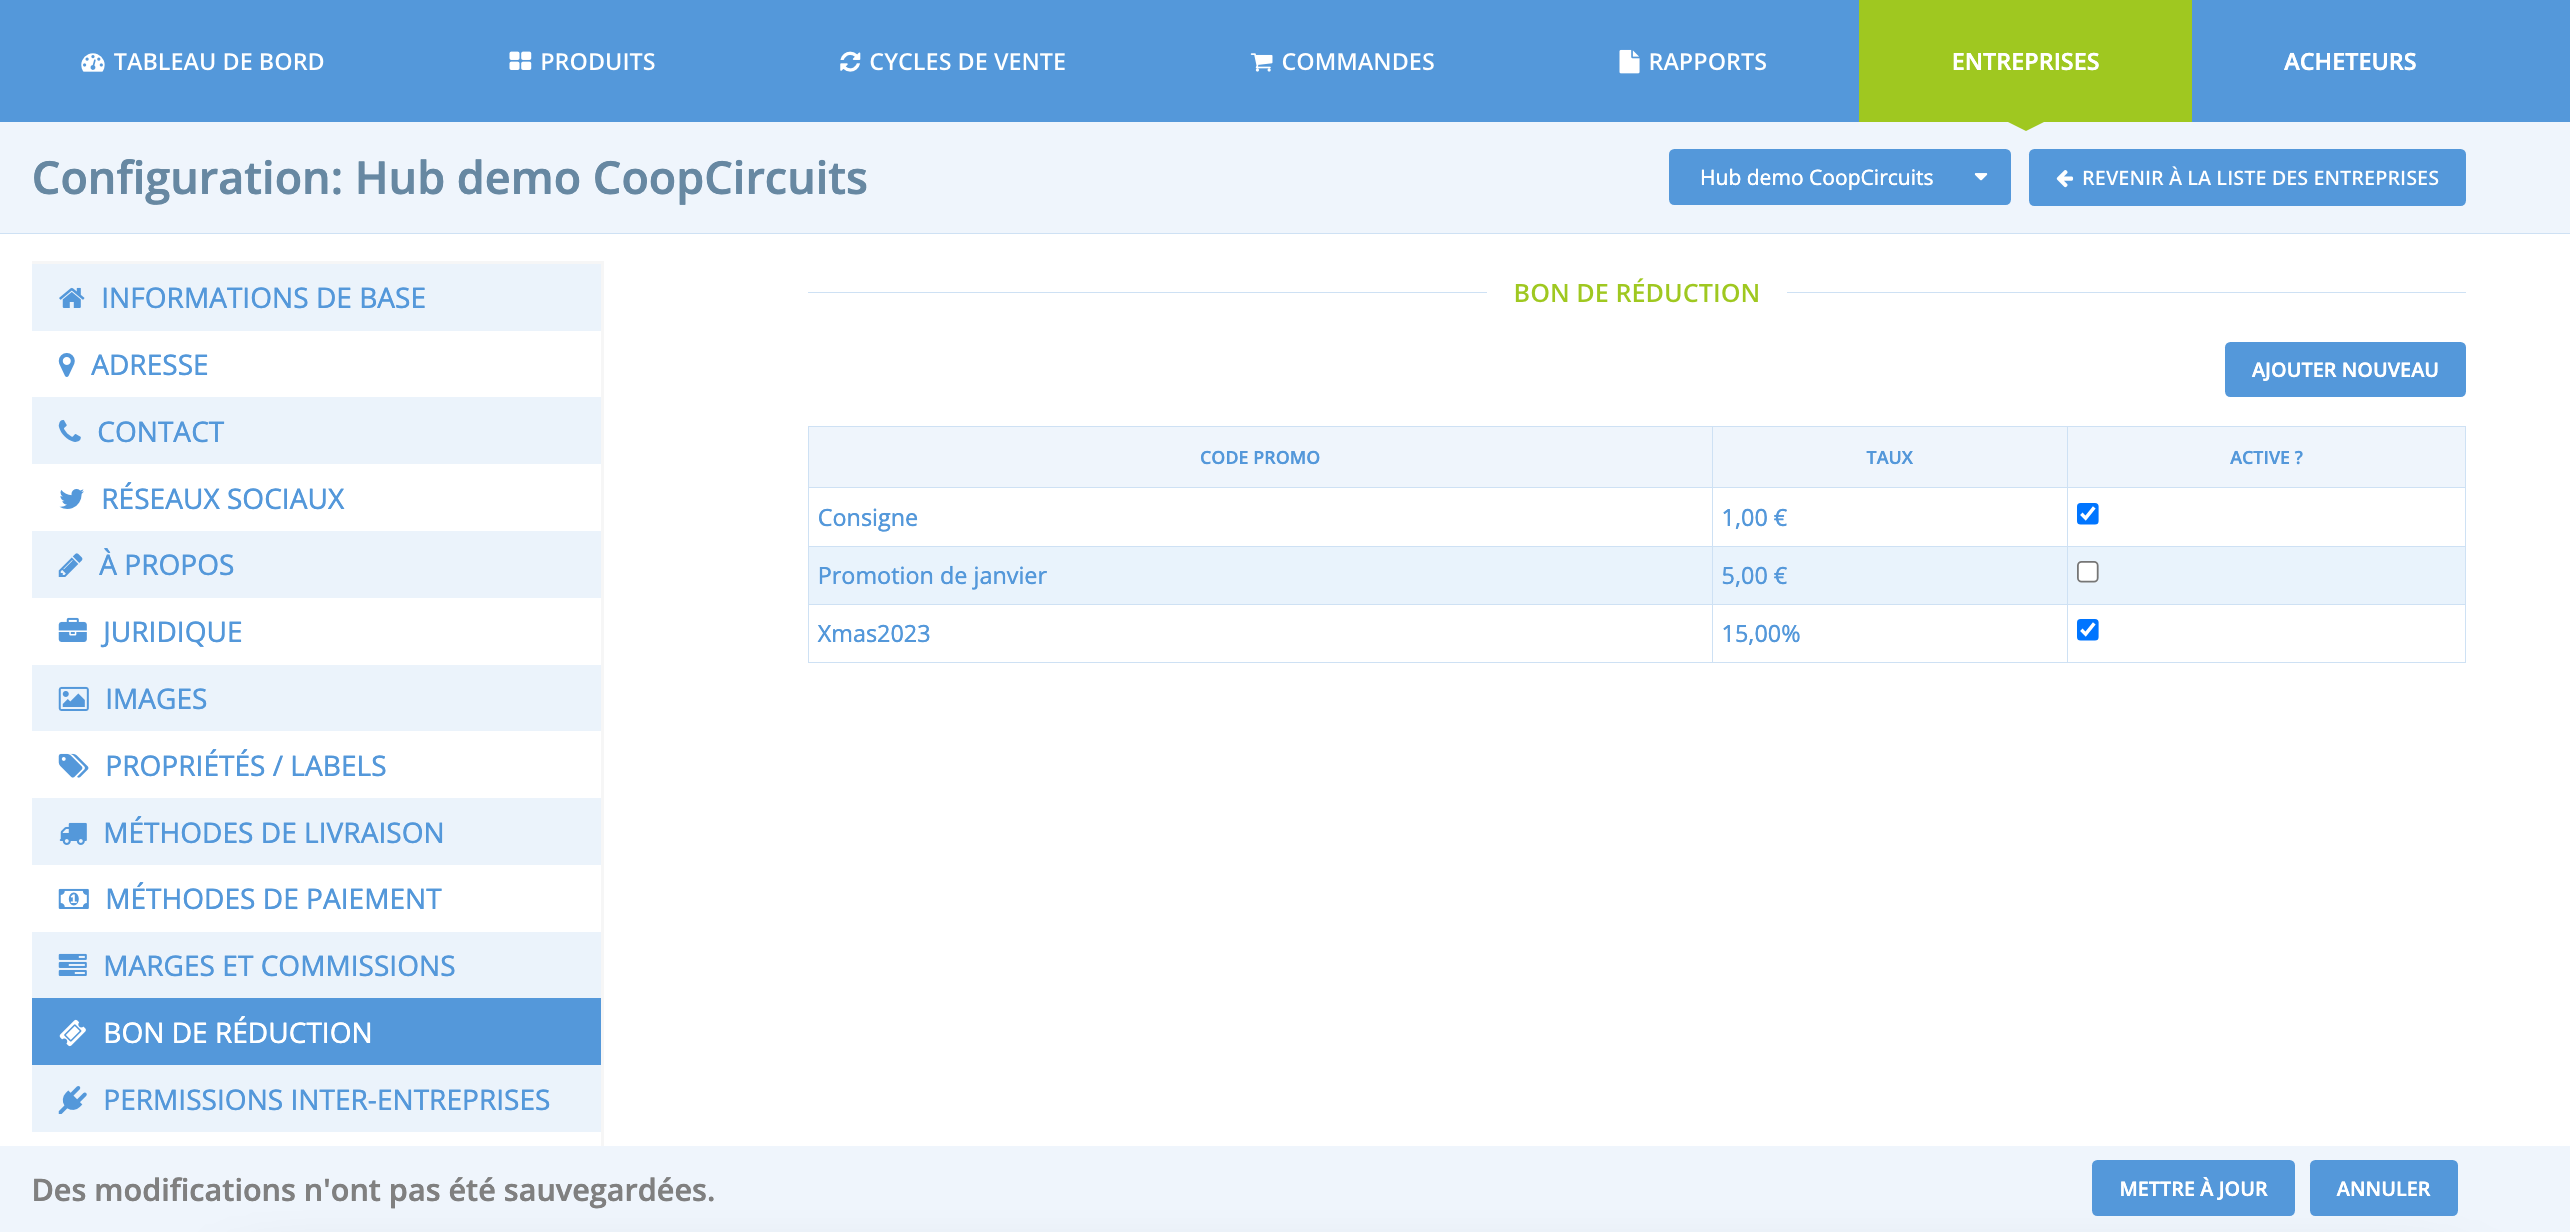 TABLEAU DE BORD PRODUITS CYCLES DE VENTE COMMANDES RAPPORTS ENTREPRISES ACHETEURS
Configuration: Hub demo CoopCircuits
Hub demo CoopCircuits REVENIR À LA LISTE DES ENTREPRISES
INFORMATIONS DE BASE
ADRESSE
CONTACT
RÉSEAUX SOCIAUX
À PROPOS
JURIDIQUE
IMAGES
PROPRIÉTÉS / LABELS
MÉTHODES DE LIVRAISON
MÉTHODES DE PAIEMENT
MARGES ET COMMISSIONS
BON DE RÉDUCTION
PERMISSIONS INTER-ENTREPRISES
BON DE RÉDUCTION
AJOUTER NOUVEAU
CODE PROMO TAUX ACTIVE ?
Consigne 1,00 €
Promotion de janvier 5,00 €
Xmas2023 15,00%
Des modifications n'ont pas été sauvegardées.
METTRE À JOUR ANNULER